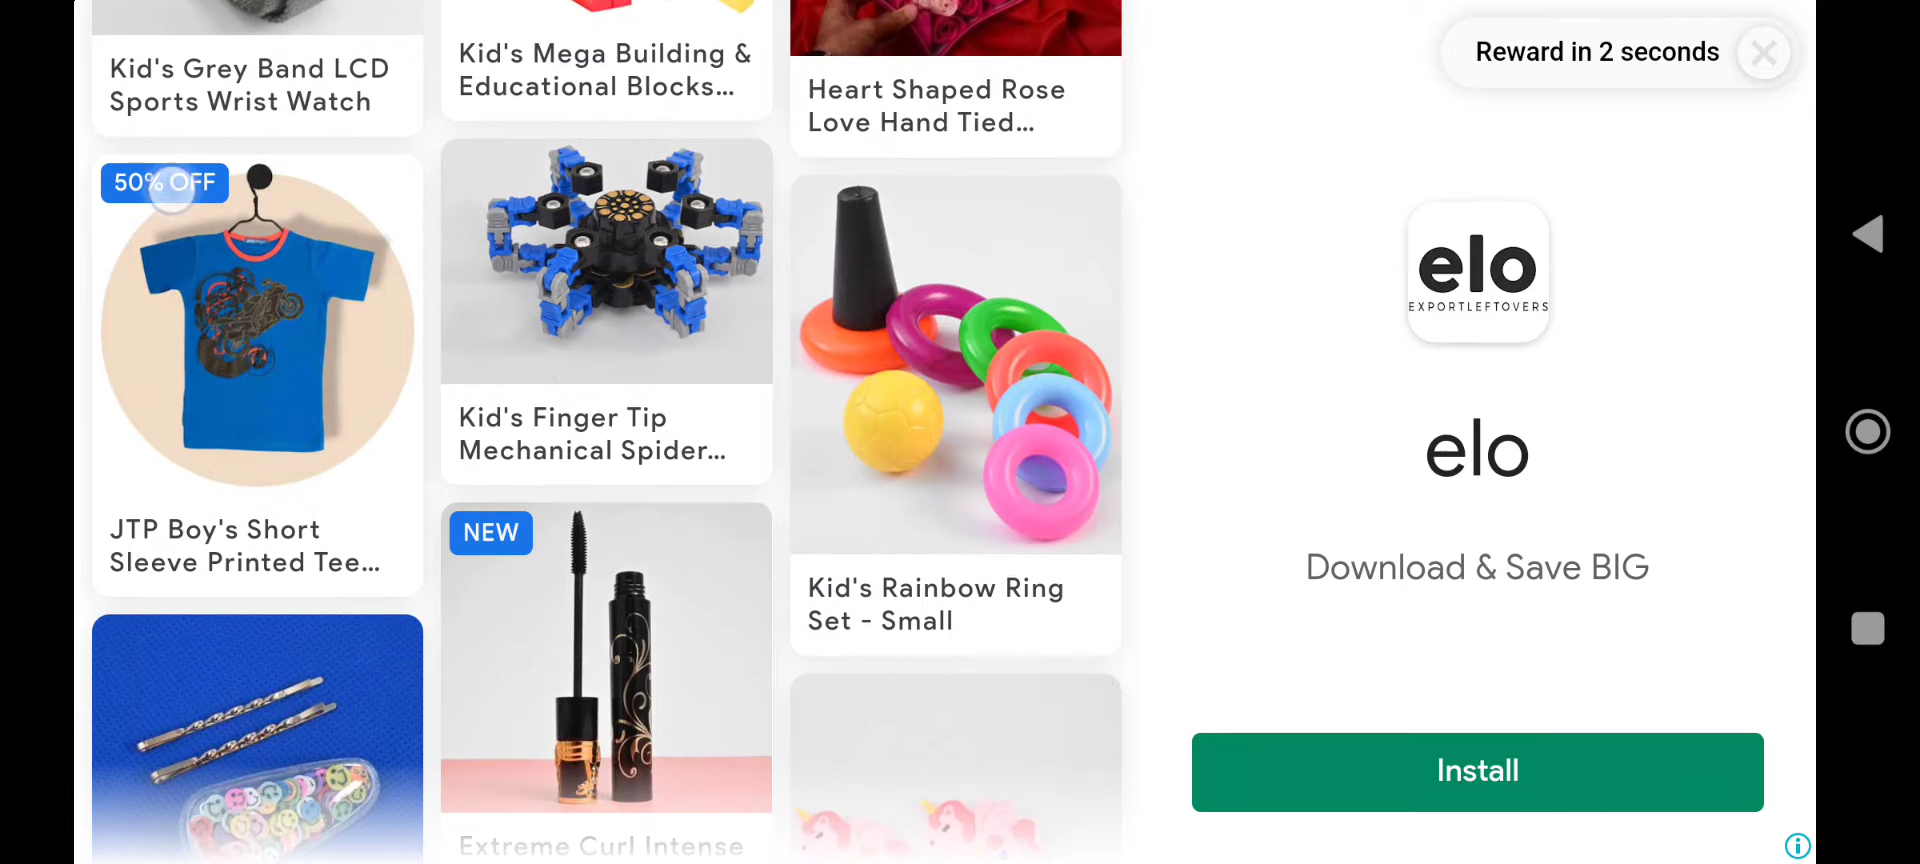 Kid's Grey Band LCD
Sports Wrist Watch
50% OFF
JTP Boy's Short
Sleeve Printed Tee...
Kid's Mega Building &
Educational Blocks...
Kid's Finger Tip
Mechanical Spider...
NEW
Extreme Curl Intense
Heart Shaped Rose
Love Hand Tied...
Kid's Rainbow Ring
Set - Small
Reward in 2 seconds
elo
EXPORTLEFTOVERS
elo
Download & Save BIG
Install